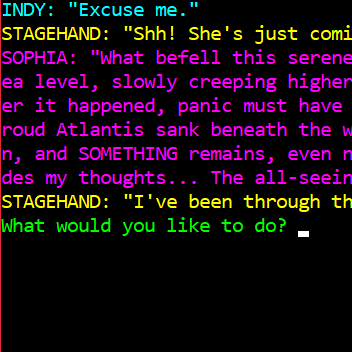 INDY: "Excuse me."
STAGEHAND: "Shh! She's just comi
SOPHIA: "What befell this serene
ea level, slowly creeping higher
er it happened, panic must have
roud Atlantis sank beneath the w
n, and SOMETHING remains, even n
des my thoughts... The all-seein
STAGEHAND: "I've been through th
What would you like to do?